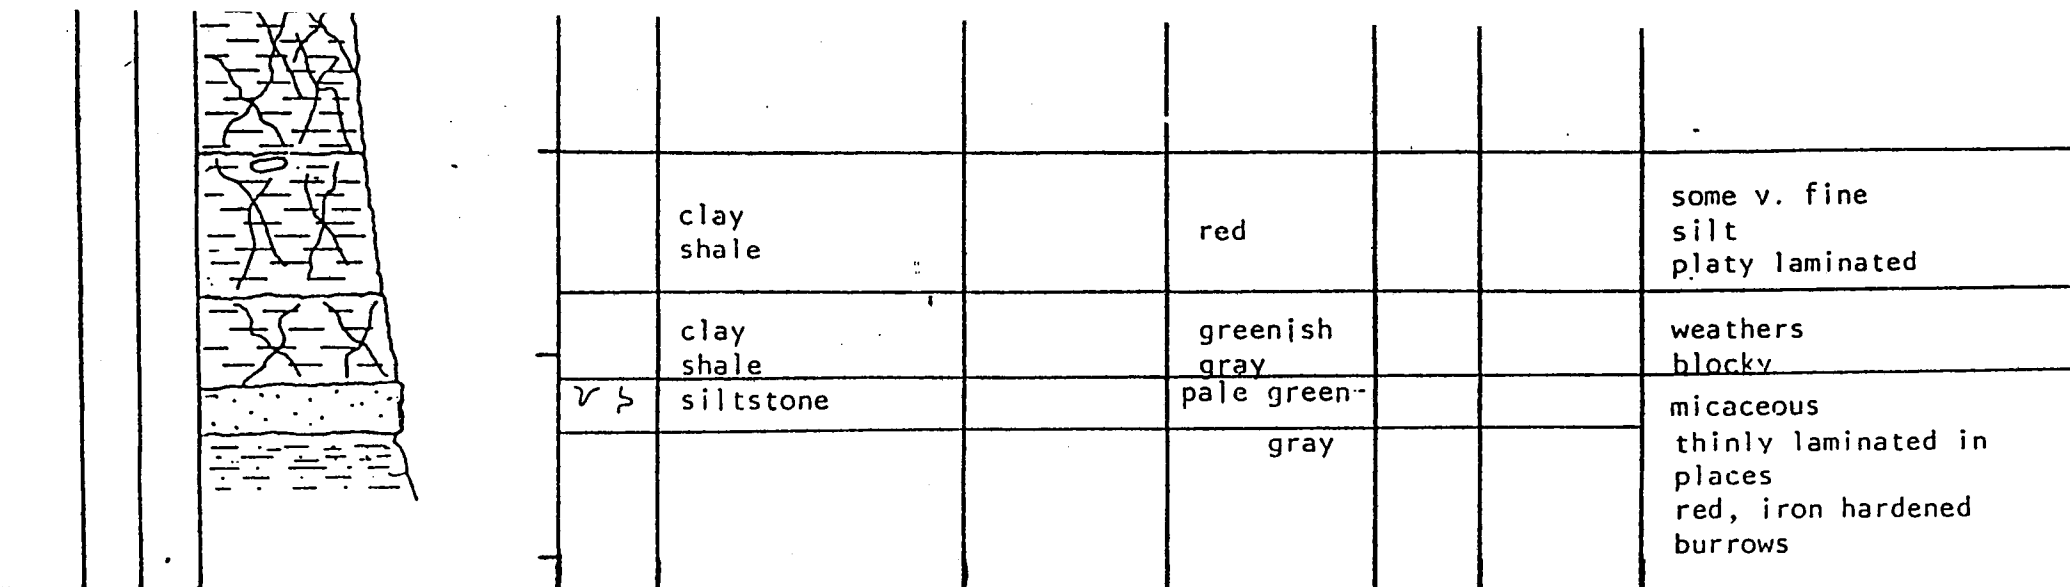 clay
shale
red
some v. fine
silt
platy laminated
clay
shale
greenish
gray
weathers
blocky
siltstone
pale green-
gray
micaceous
thinly laminated in
places
red, iron hardened
burrows